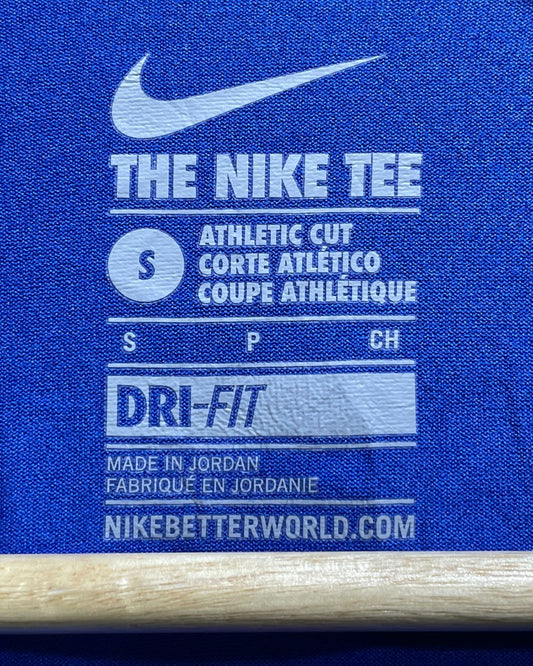 THE NIKE TEE
S
ATHLETIC CUT
CORTE ATLÉTICO
COUPE ATHLÉTIQUE
S P CH
DRI-FIT
MADE IN JORDAN
FABRIQUÉ EN JORDANIE
NIKEBETTERWORLD.COM